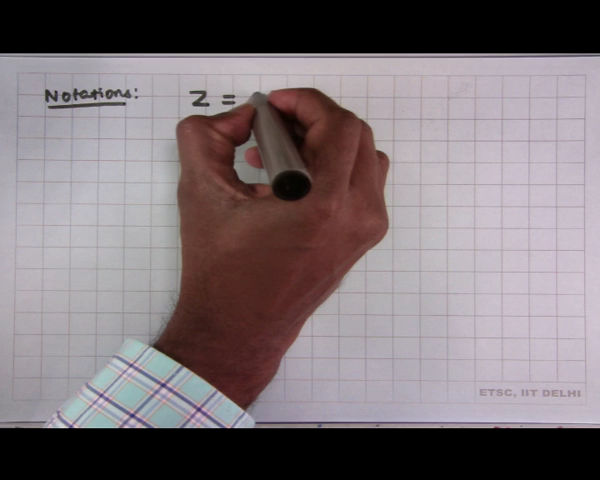 Notations: Z =
ETSC, IIT DELHI